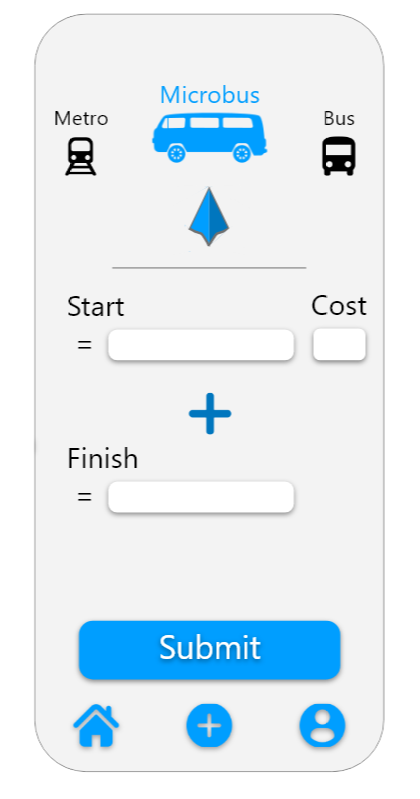 Microbus
Metro
Bus
Start
Cost
=
Finish
=
Submit